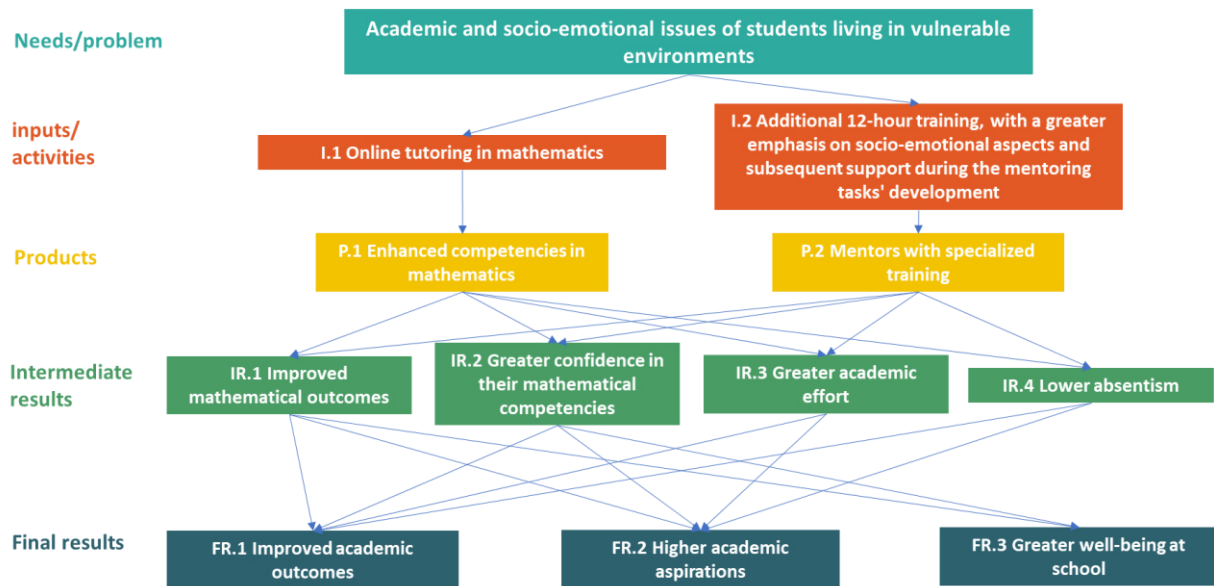 Needs/problem
Academic and socio-emotional issues of students living in vulnerable
environments
inputs/
activities
I.1 Online tutoring in mathematics
I.2 Additional 12-hour training, with a greater
emphasis on socio-emotional aspects and
subsequent support during the mentoring
tasks' development
Products
P.1 Enhanced competencies in
mathematics
P.2 Mentors with specialized
training
Intermediate
results
IR.1 Improved
mathematical outcomes
IR.2 Greater confidence in
their mathematical
competencies
IR.3 Greater academic
effort
IR.4 Lower absentism
Final results
FR.1 Improved academic
outcomes
FR.2 Higher academic
aspirations
FR.3 Greater well-being at
school